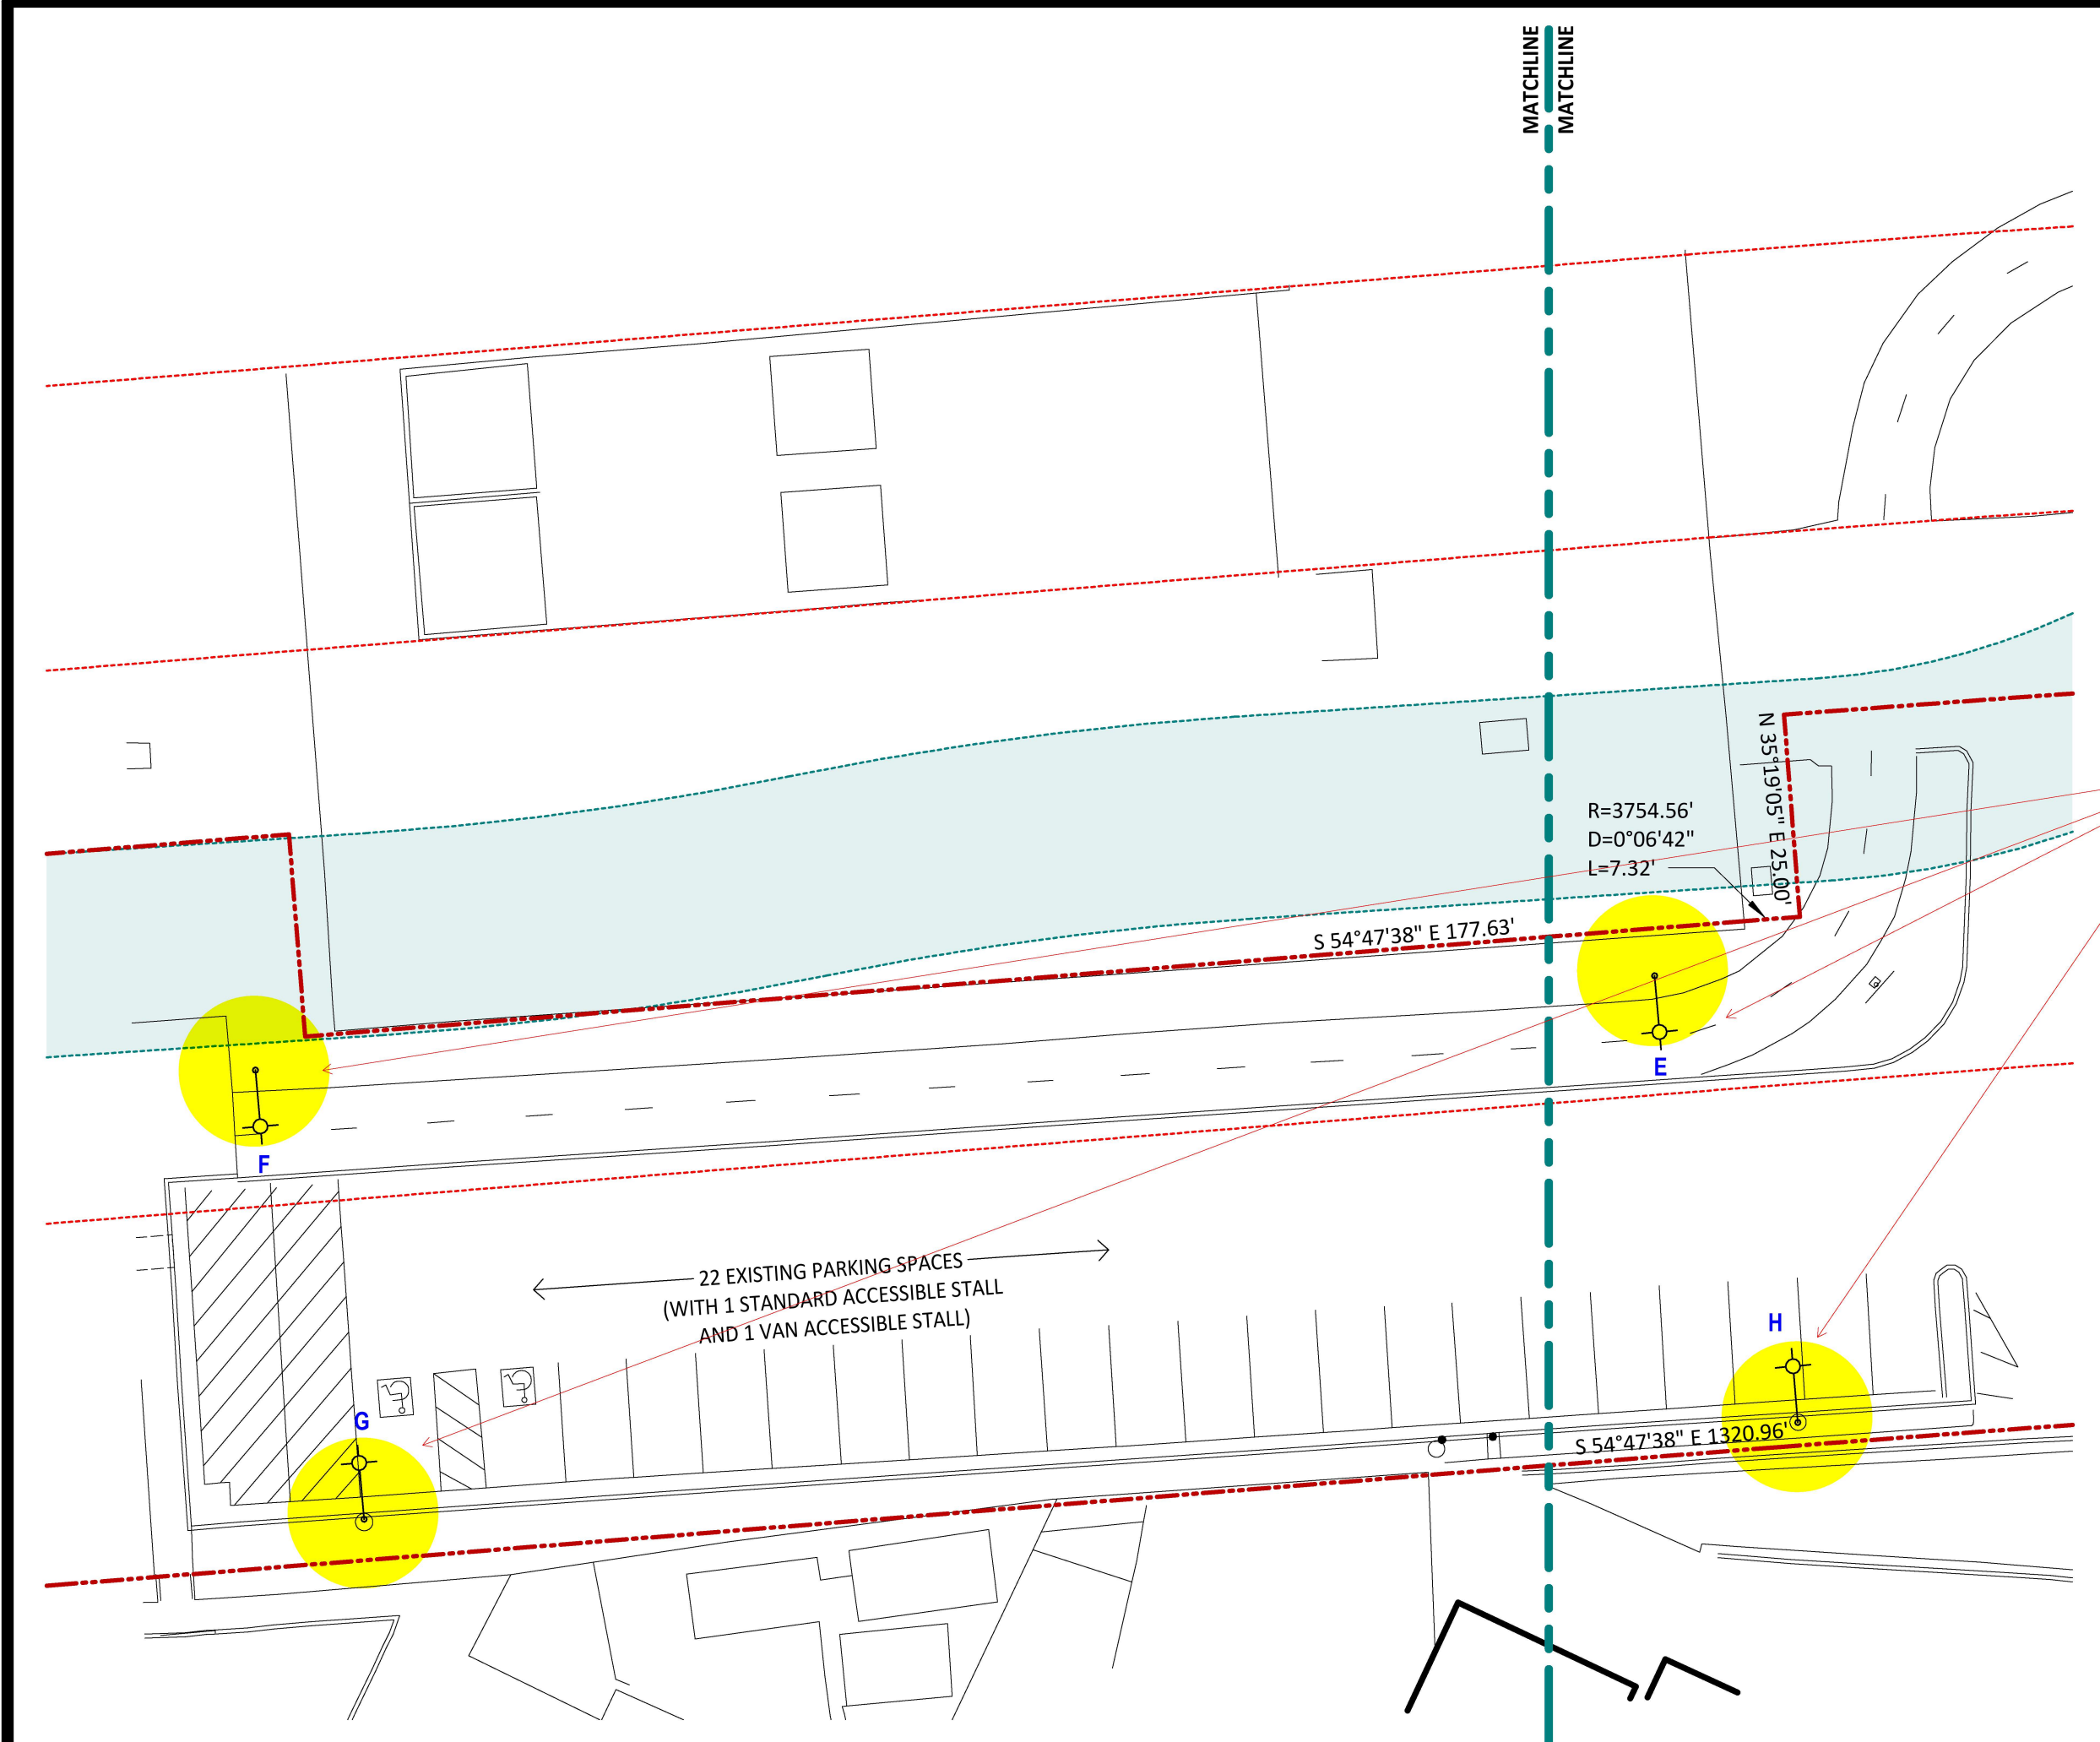 MATCHLINE
MATCHLINE
N 35°19'05" E 25.00'
R=3754.56'
D=0°06'42"
L=7.32'
S 54°47'38" E 177.63'
E
F
22 EXISTING PARKING SPACES
(WITH 1 STANDARD ACCESSIBLE STALL
AND 1 VAN ACCESSIBLE STALL)
H
G
S 54°47'38" E 1320.96'